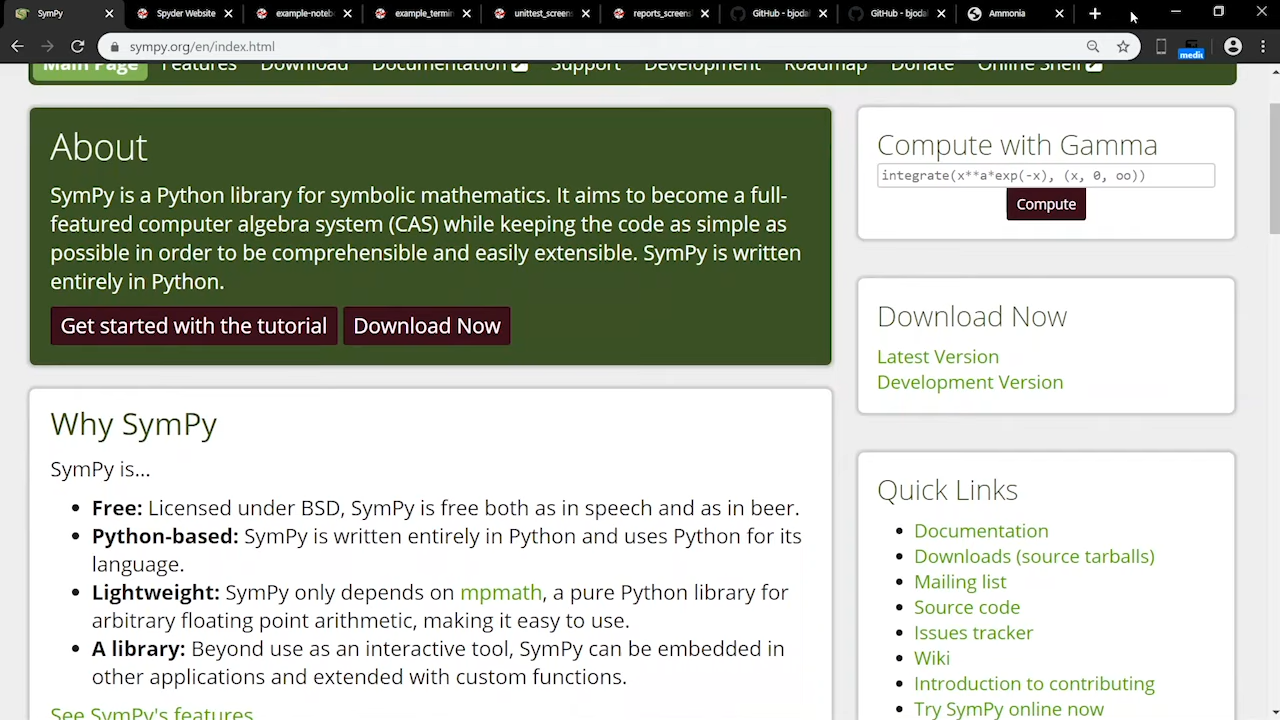 SymPy
Spyder Website
example-noteb
example_termin
unittest_screens
reports_screens
GitHub - bjodal
GitHub - bjodal
Ammonia
sympy.org/en/index.html
medit
Main Page
Features
Download
Documentation
Support
Development
Roadmap
Donate
Online Shell
About
SymPy is a Python library for symbolic mathematics. It aims to become a full-
featured computer algebra system (CAS) while keeping the code as simple as
possible in order to be comprehensible and easily extensible. SymPy is written
entirely in Python.
Get started with the tutorial
Download Now
Why SymPy
SymPy is...
• Free: Licensed under BSD, SymPy is free both as in speech and as in beer.
• Python-based: SymPy is written entirely in Python and uses Python for its
language.
• Lightweight: SymPy only depends on mpmath, a pure Python library for
arbitrary floating point arithmetic, making it easy to use.
• A library: Beyond use as an interactive tool, SymPy can be embedded in
other applications and extended with custom functions.
See SymPy's features
Compute with Gamma
integrate(x**a*exp(-x), (x, 0, oo))
Compute
Download Now
Latest Version
Development Version
Quick Links
• Documentation
• Downloads (source tarballs)
• Mailing list
• Source code
• Issues tracker
• Wiki
• Introduction to contributing
• Try SymPy online now